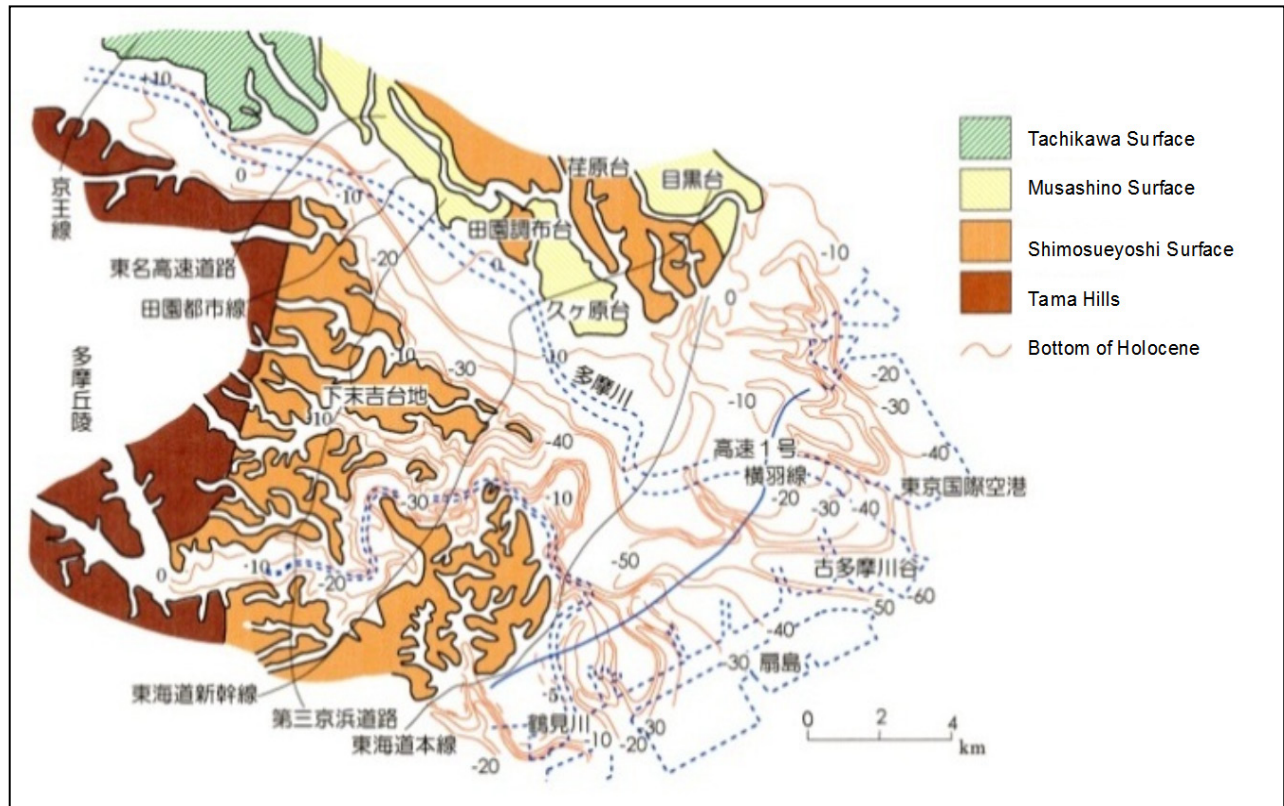 +10
荏原台
目黒台
0
-10
京王線
田園調布台
東名高速道路
-20
0
-10
田園都市線
久ヶ原台
0
多摩丘陵
-10
-30
-10
多摩川
-20
下末吉台地
-10
-10
-30
-40
高速1号
-40
横羽線
東京国際空港
-30
-10
-20
-30
-40
0
-10
-20
-50
古多摩川谷
-60
-50
-40
-30
扇島
東海道新幹線
第三京浜道路
東海道本線
-5
鶴見川
-10
-20
-30
-20
Tachikawa Surface
Musashino Surface
Shimosueyoshi Surface
Tama Hills
Bottom of Holocene
0 2 4
km